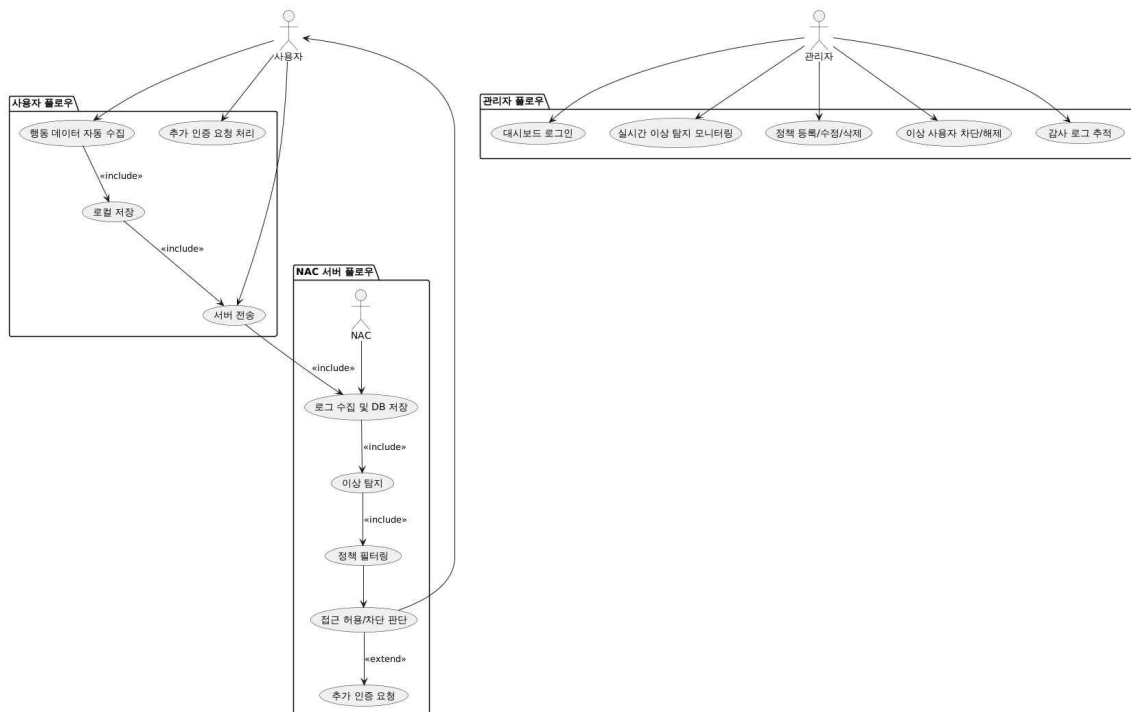 사용자
관리자
사용자 플로우
행동 데이터 자동 수집
추가 인증 요청 처리
«include»
로컬 저장
«include»
서버 전송
«include»
관리자 플로우
대시보드 로그인
실시간 이상 탐지 모니터링
정책 등록/수정/삭제
이상 사용자 차단/해제
감사 로그 추적
NAC 서버 플로우
NAC
로그 수집 및 DB 저장
«include»
이상 탐지
«include»
정책 필터링
접근 허용/차단 판단
«extend»
추가 인증 요청